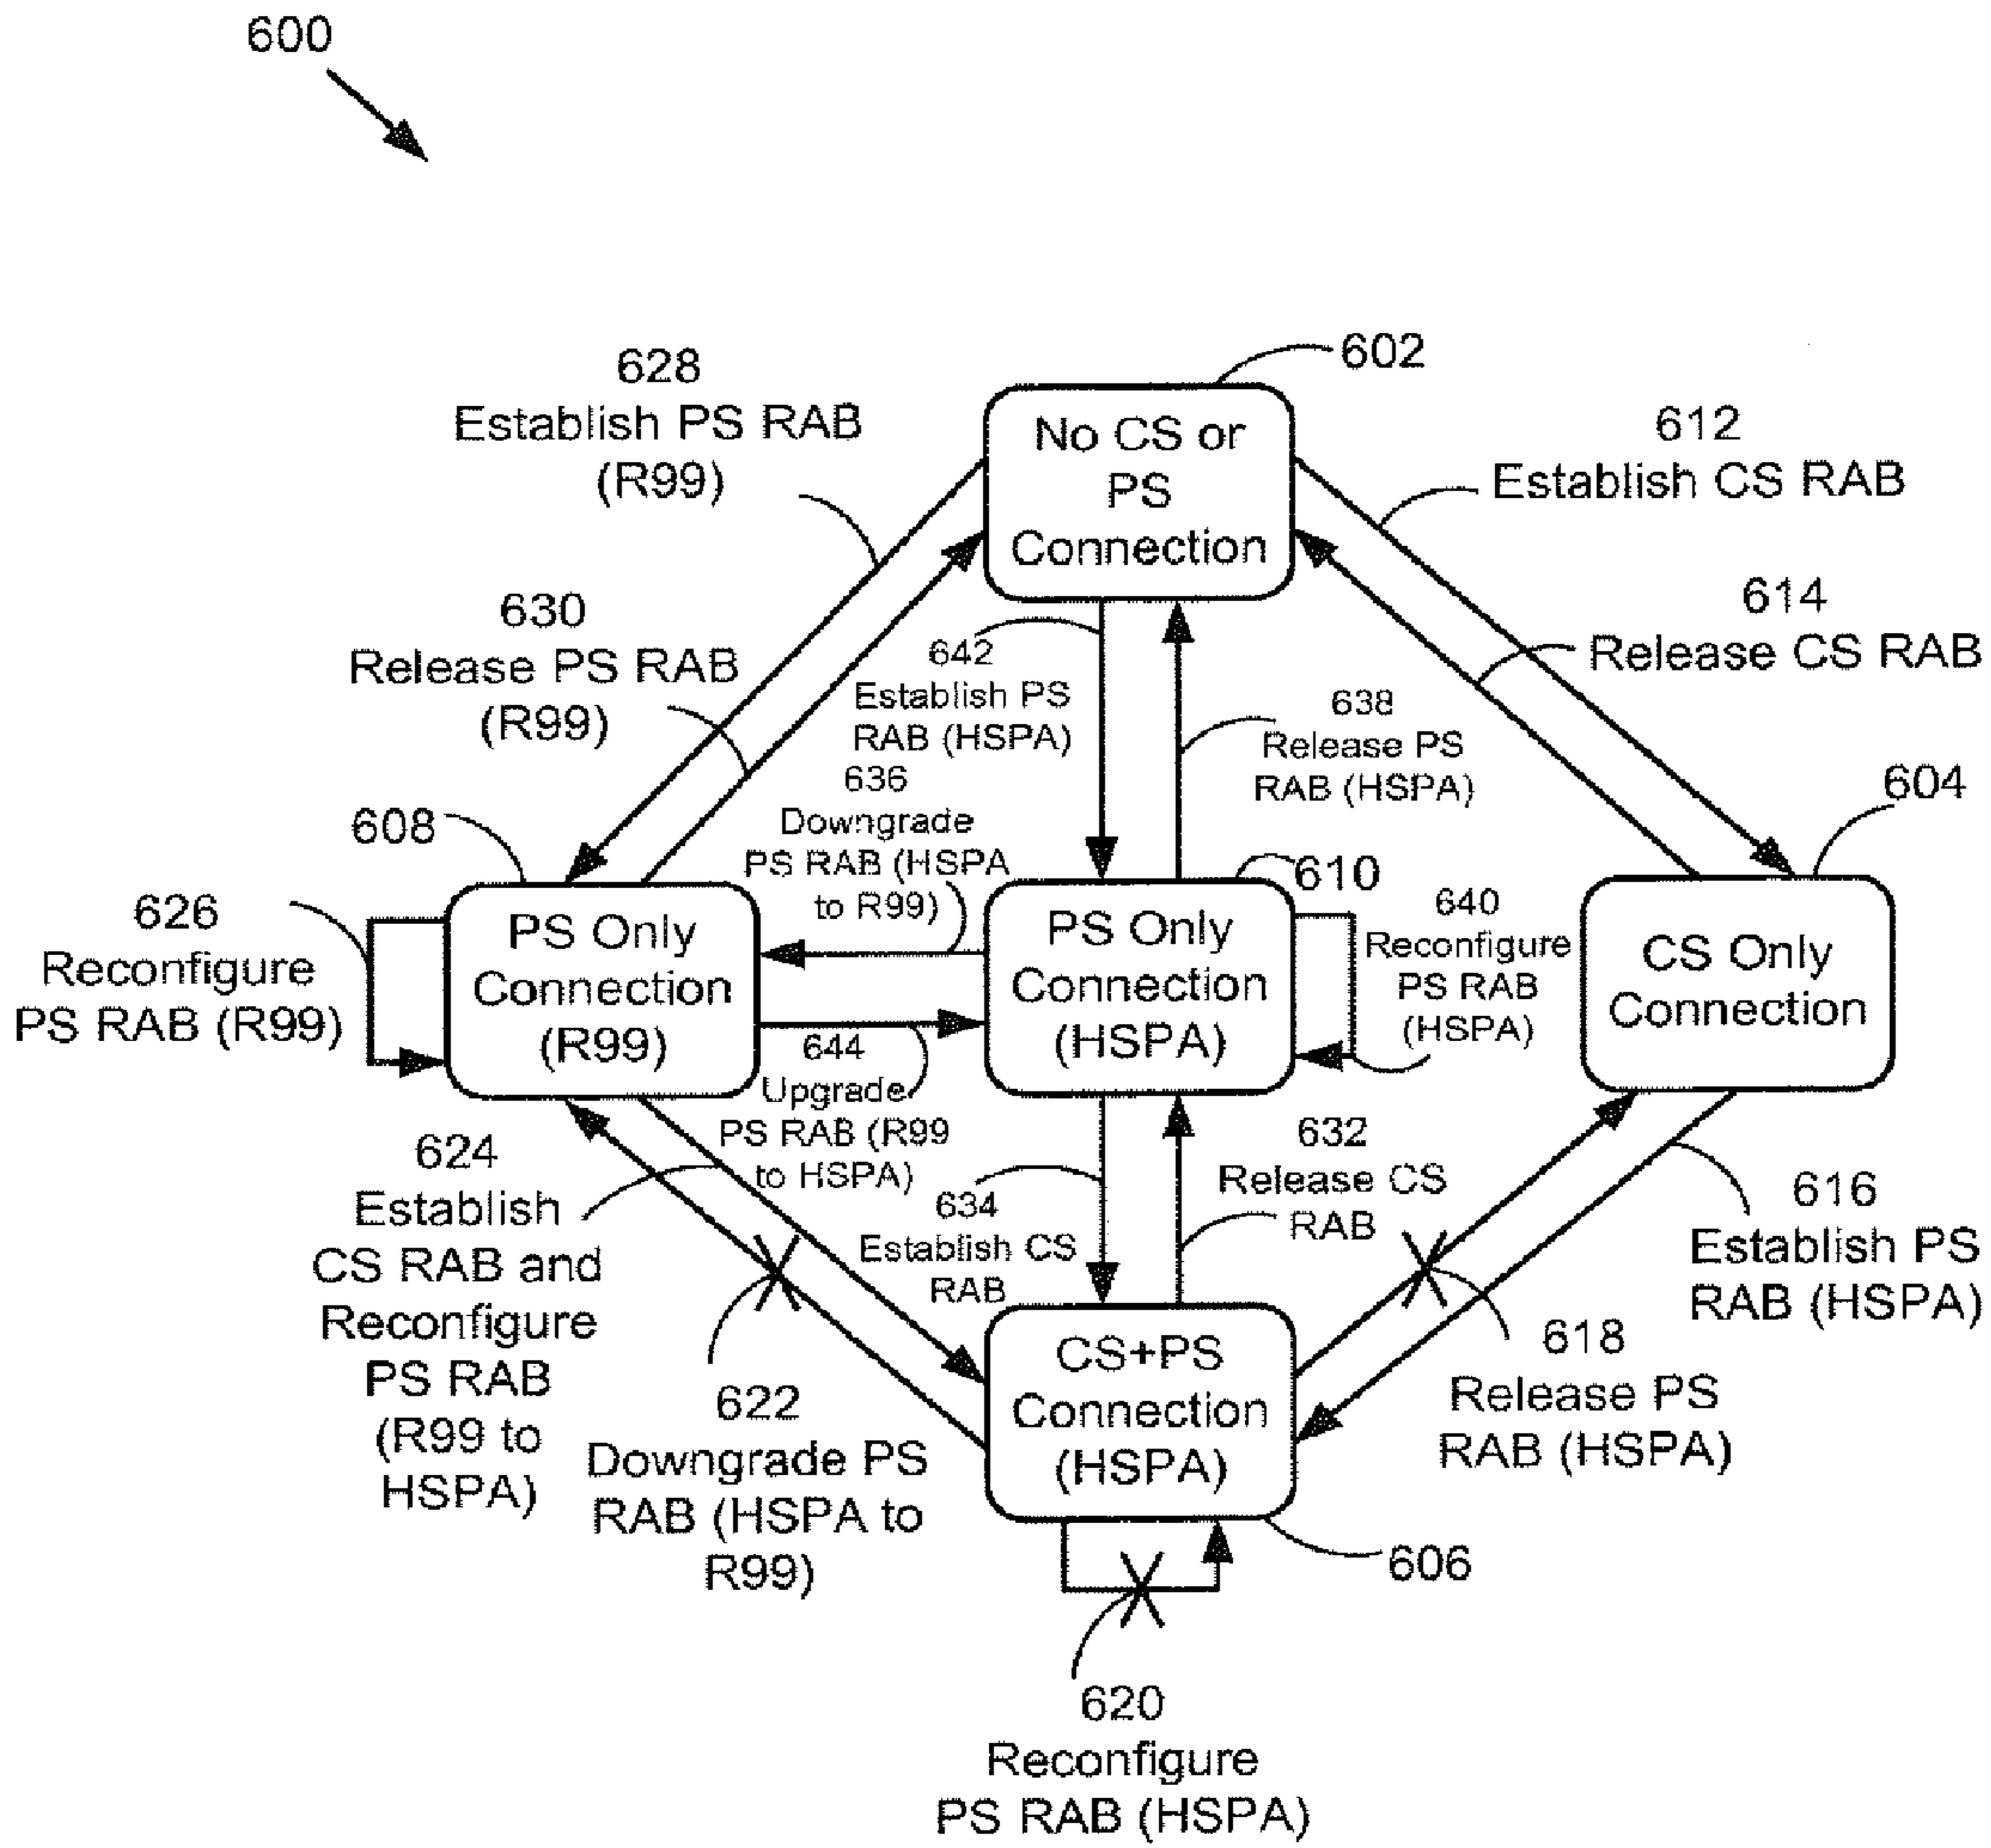 600
602
No CS or
PS
Connection
628
Establish PS RAB
(R99)
612
Establish CS RAB
630
Release PS RAB
(R99)
642
Establish PS
RAB (HSPA)
638
Release PS
RAB (HSPA)
614
Release CS RAB
636
Downgrade
PS RAB (HSPA
to R99)
608
610
604
626
Reconfigure
PS RAB (R99)
PS Only
Connection
(R99)
PS Only
Connection
(HSPA)
640
Reconfigure
PS RAB
(HSPA)
CS Only
Connection
644
Upgrade
PS RAB (R99
to HSPA)
624
Establish
CS RAB and
Reconfigure
PS RAB
(R99 to
HSPA)
634
Establish CS
RAB
632
Release CS
RAB
616
Establish PS
RAB (HSPA)
622
Downgrade PS
RAB (HSPA to
R99)
CS+PS
Connection
(HSPA)
618
Release PS
RAB (HSPA)
606
620
Reconfigure
PS RAB (HSPA)